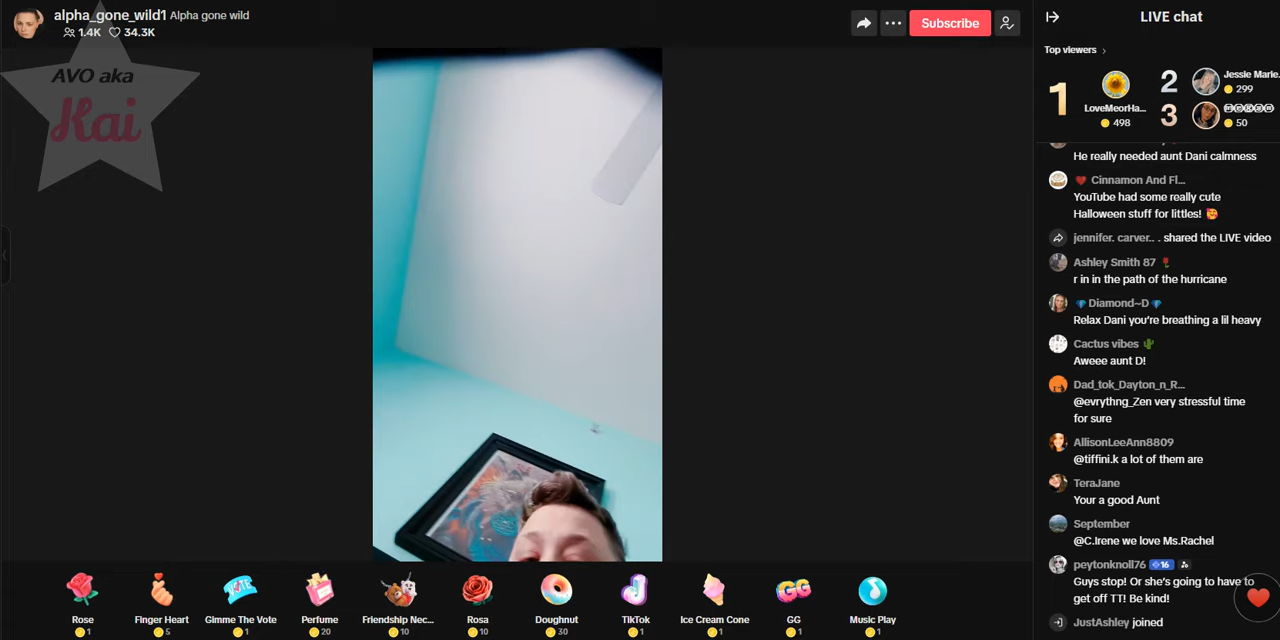 alpha_gone_wild1 Alpha gone wild
1.4K 34.3K
Subscribe
AVO aka
Kai
LIVE chat
Top viewers
1
LoveMeorHa...
498
2
Jessie Marie.
299
3
50
He really needed aunt Dani calmness
Cinnamon And Fl...
YouTube had some really cute
Halloween stuff for littles!
jennifer. carver.. . shared the LIVE video
Ashley Smith 87
r in in the path of the hurricane
Diamond~D
Relax Dani you're breathing a lil heavy
Cactus vibes
Aweee aunt D!
Dad_tok_Dayton_n_R...
@evrythng_Zen very stressful time
for sure
AllisonLeeAnn8809
@tiffini.k a lot of them are
TeraJane
Your a good Aunt
September
@C.Irene we love Ms.Rachel
peytonknoll76 16
Guys stop! Or she's going to have to
get off TT! Be kind!
JustAshley joined
VOTE
GG
Rose Finger Heart Gimme The Vote Perfume Friendship Nec... Rosa Doughnut TikTok Ice Cream Cone GG Music Play
1 5 1 20 10 10 30 1 1 1 1